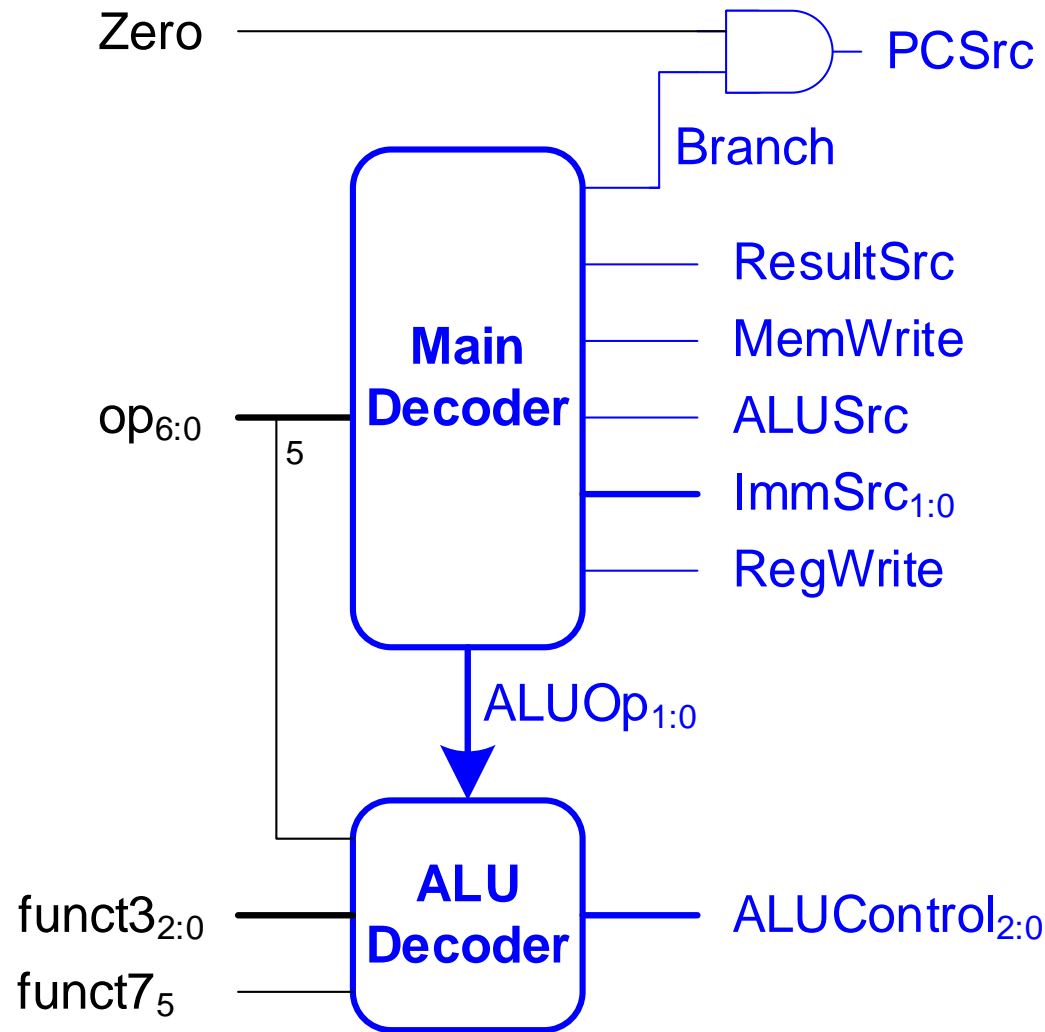 Zero
PCSrc
Branch
ResultSrc
Main
Decoder
MemWrite
op6:0
5
ALUSrc
ImmSrc1:0
RegWrite
ALUOp1:0
ALU
Decoder
funct32:0
ALUControl2:0
funct75